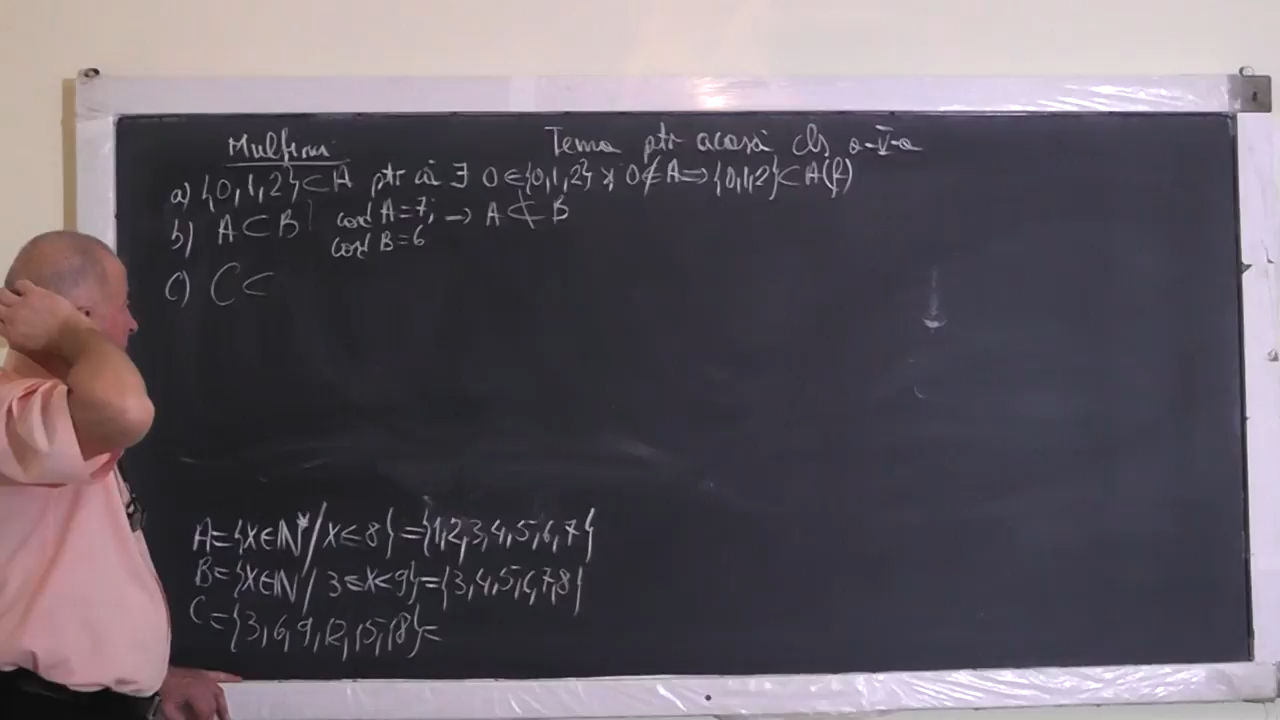 Mulțimi
Tema ptr acasă cls a-V-a
a) {0,1,2}⊂A ptr că ∃ 0∈{0,1,2} și 0∉A⟹{0,1,2}⊂A(F)
b) A⊂B card A=7; → A⊄B
card B=6
c) C⊂
A={x∈ℕ*/x<8}={1,2,3,4,5,6,7}
B={x∈ℕ/ 3≤x<9}={3,4,5,6,7,8}
C={3,6,9,12,15,18}=